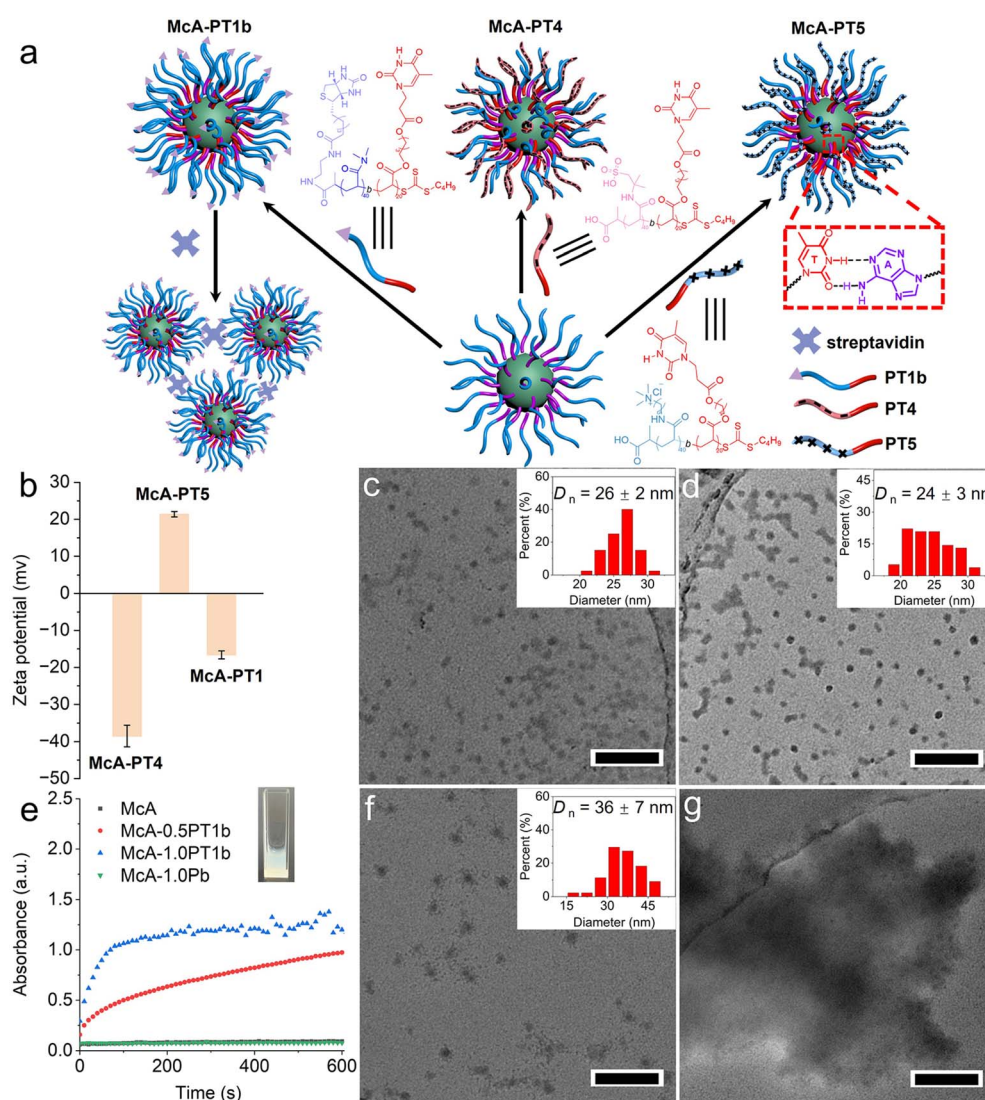 a
McA-PT1b
McA-PT4
McA-PT5
streptavidin
PT1b
PT4
PT5
T
A
b
McA-PT5
McA-PT1
McA-PT4
Zeta potential (mv)
30
20
10
0
−10
−20
−30
−40
−50
c
Dn = 26 ± 2 nm
Percent (%)
60
40
20
0
20 25 30
Diameter (nm)
d
Dn = 24 ± 3 nm
Percent (%)
45
30
15
0
20 25 30
Diameter (nm)
e
McA
McA-0.5PT1b
McA-1.0PT1b
McA-1.0Pb
Absorbance (a.u.)
2.5
2.0
1.5
1.0
0.5
0.0
0 200 400 600
Time (s)
f
Dn = 36 ± 7 nm
Percent (%)
60
40
20
0
15 30 45
Diameter (nm)
g